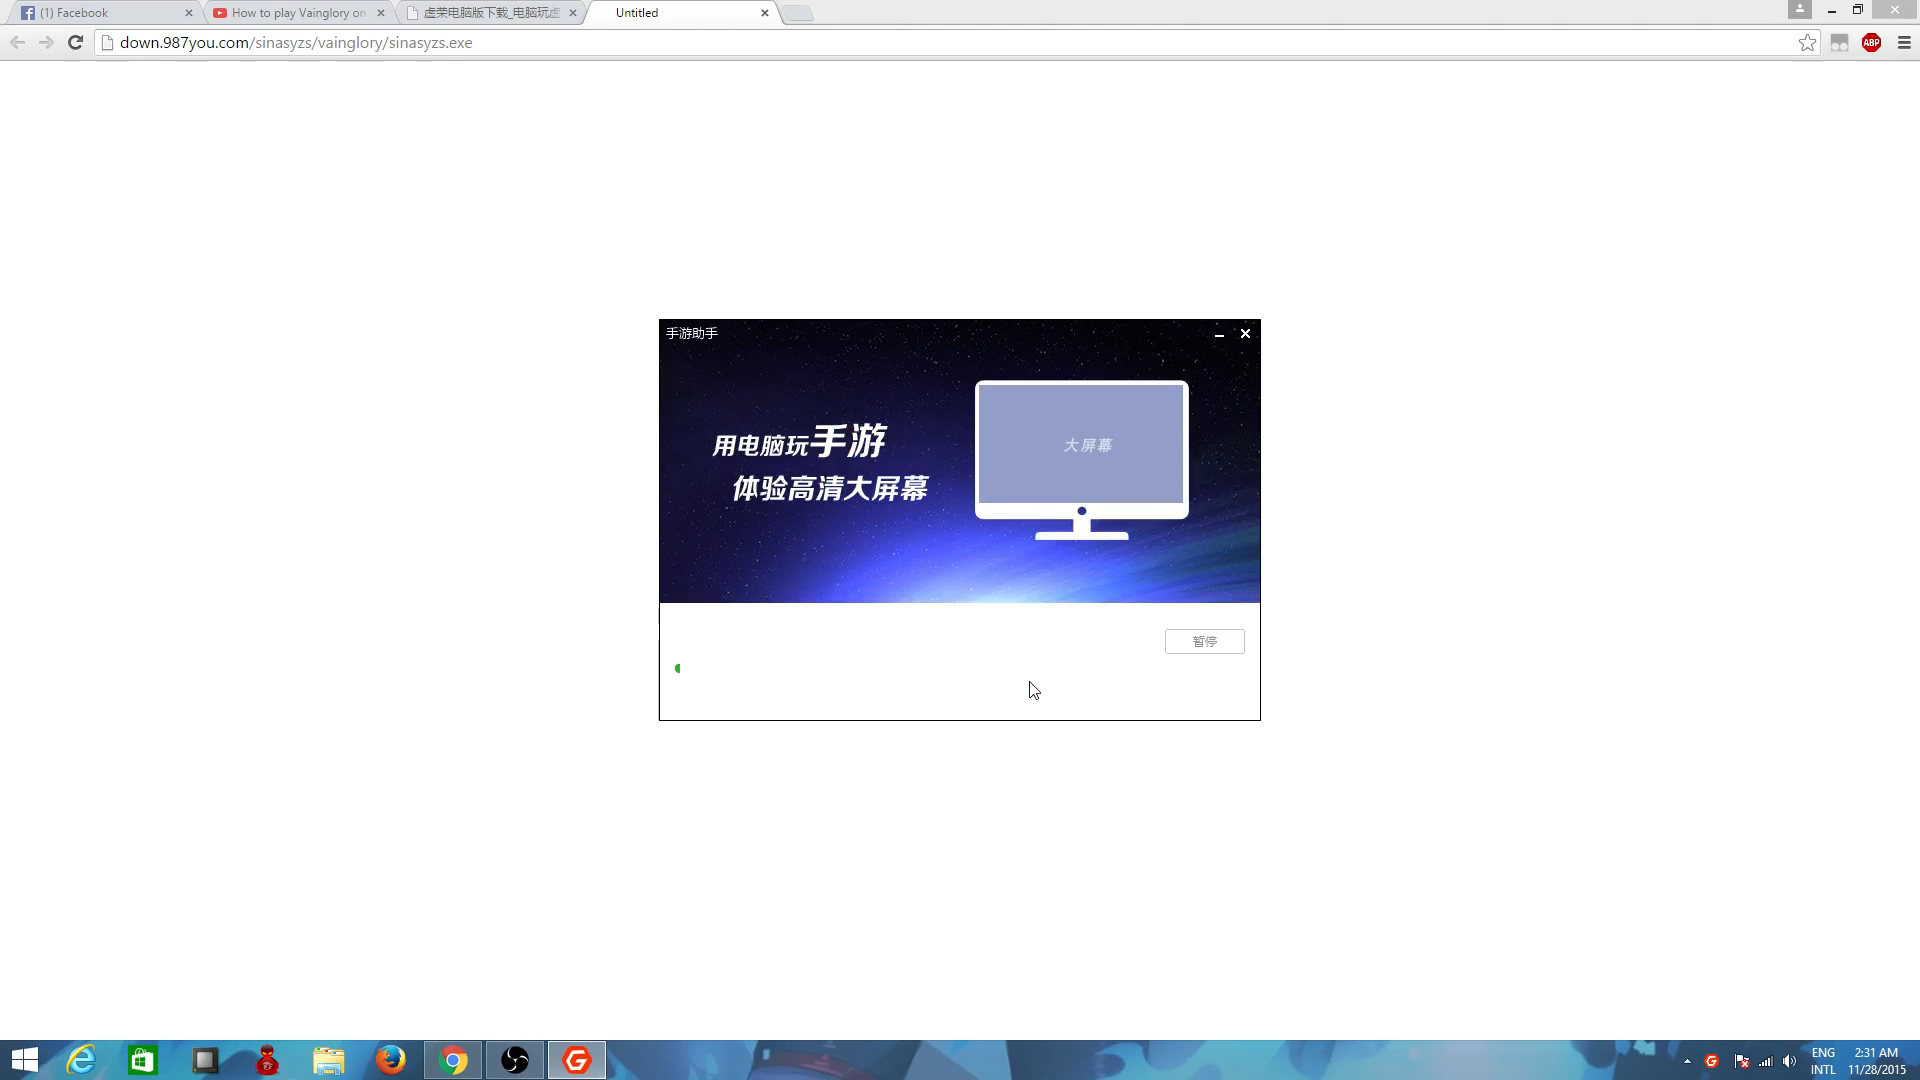 (1) Facebook
How to play Vainglory on
虚荣电脑版下载_电脑玩虚
Untitled
down.987you.com/sinasyzs/vainglory/sinasyzs.exe
ABP
手游助手
用电脑玩手游
体验高清大屏幕
大屏幕
暂停
ENG
INTL
2:31 AM
11/28/2015